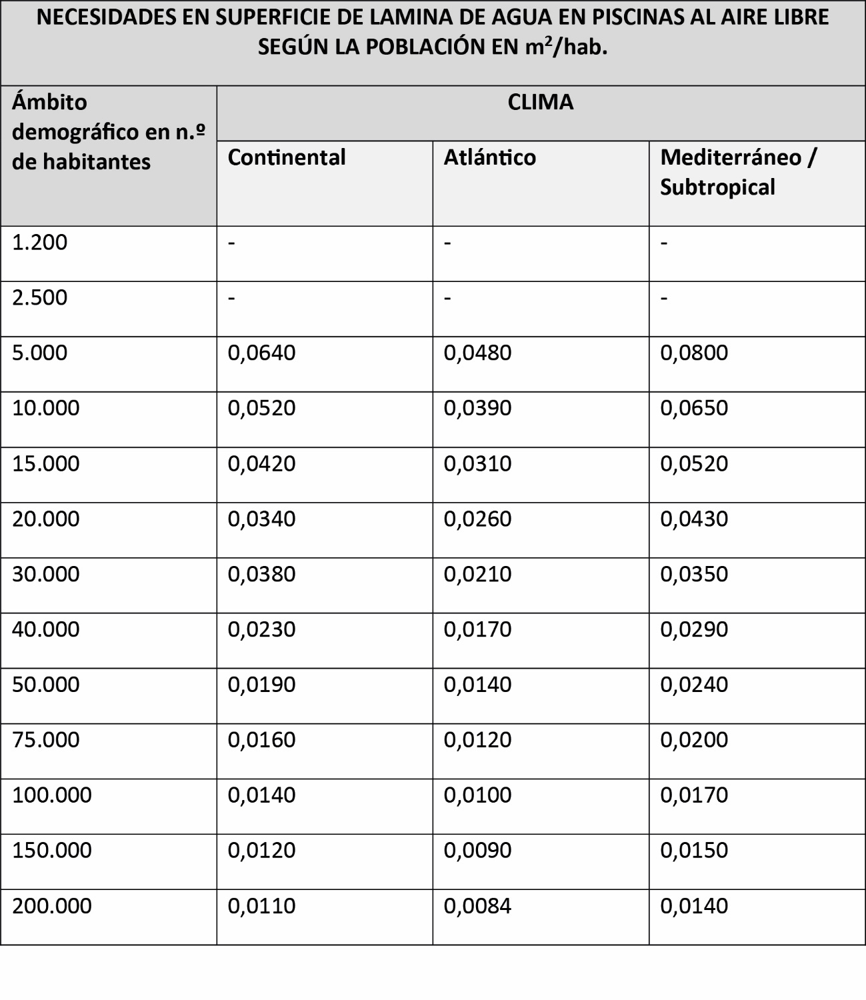 NECESIDADES EN SUPERFICIE DE LAMINA DE AGUA EN PISCINAS AL AIRE LIBRE
SEGÚN LA POBLACIÓN EN m²/hab.
Ámbito
demográfico en n.º
de habitantes
CLIMA
Continental
Atlántico
Mediterráneo /
Subtropical
1.200 - - -
2.500 - - -
5.000 0,0640 0,0480 0,0800
10.000 0,0520 0,0390 0,0650
15.000 0,0420 0,0310 0,0520
20.000 0,0340 0,0260 0,0430
30.000 0,0380 0,0210 0,0350
40.000 0,0230 0,0170 0,0290
50.000 0,0190 0,0140 0,0240
75.000 0,0160 0,0120 0,0200
100.000 0,0140 0,0100 0,0170
150.000 0,0120 0,0090 0,0150
200.000 0,0110 0,0084 0,0140